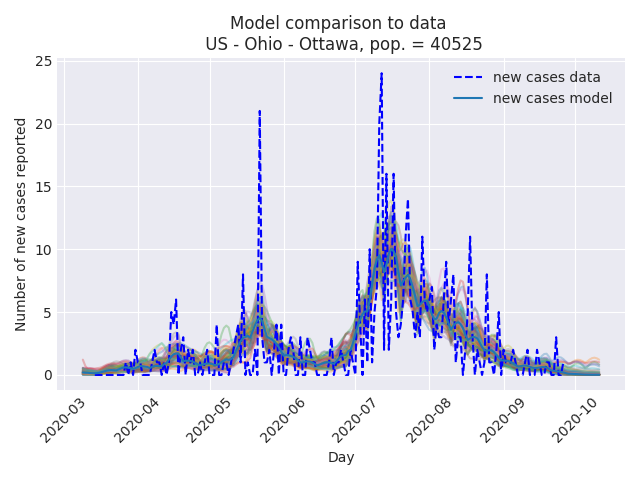 Model comparison to data
US - Ohio - Ottawa, pop. = 40525
new cases data
new cases model
Number of new cases reported
25
20
15
10
5
0
2020-03
2020-04
2020-05
2020-06
2020-07
2020-08
2020-09
2020-10
Day